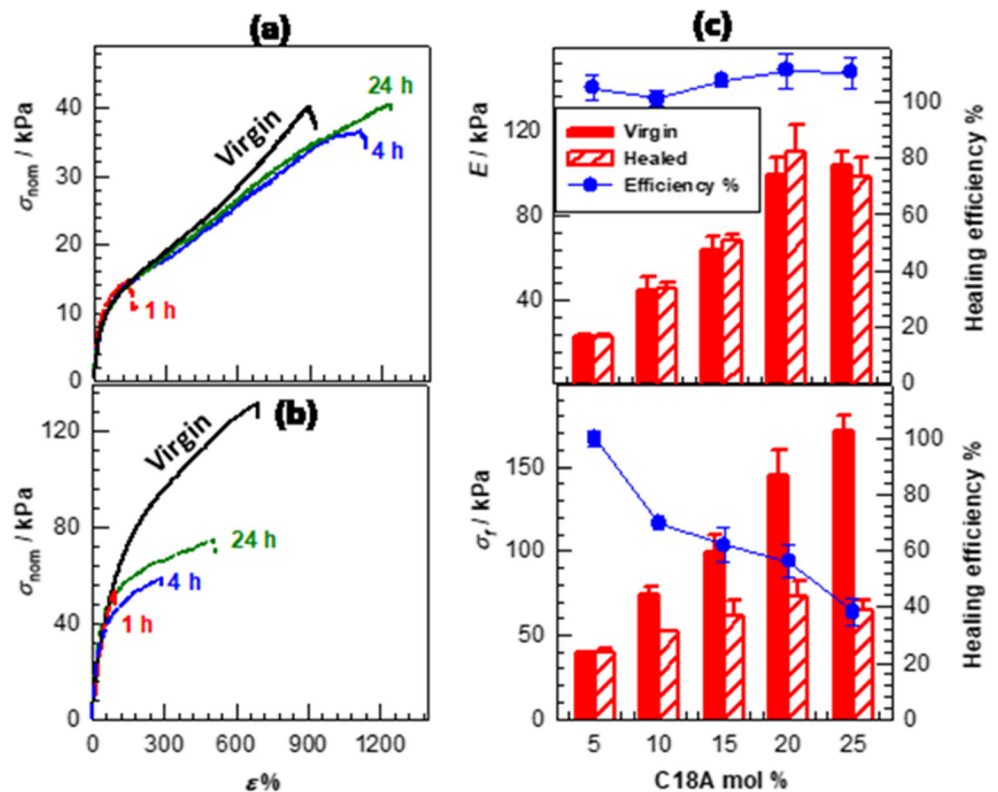 (a)
σnom / kPa
40
30
20
10
0
Virgin
24 h
4 h
1 h
(b)
σnom / kPa
120
80
40
0
Virgin
24 h
4 h
1 h
0 300 600 900 1200
ε%
(c)
E / kPa
120
80
40
Virgin
Healed
Efficiency %
100
80
60
40
20
0
Healing efficiency %
σf / kPa
150
100
50
0
100
80
60
40
20
0
Healing efficiency %
5 10 15 20 25
C18A mol %